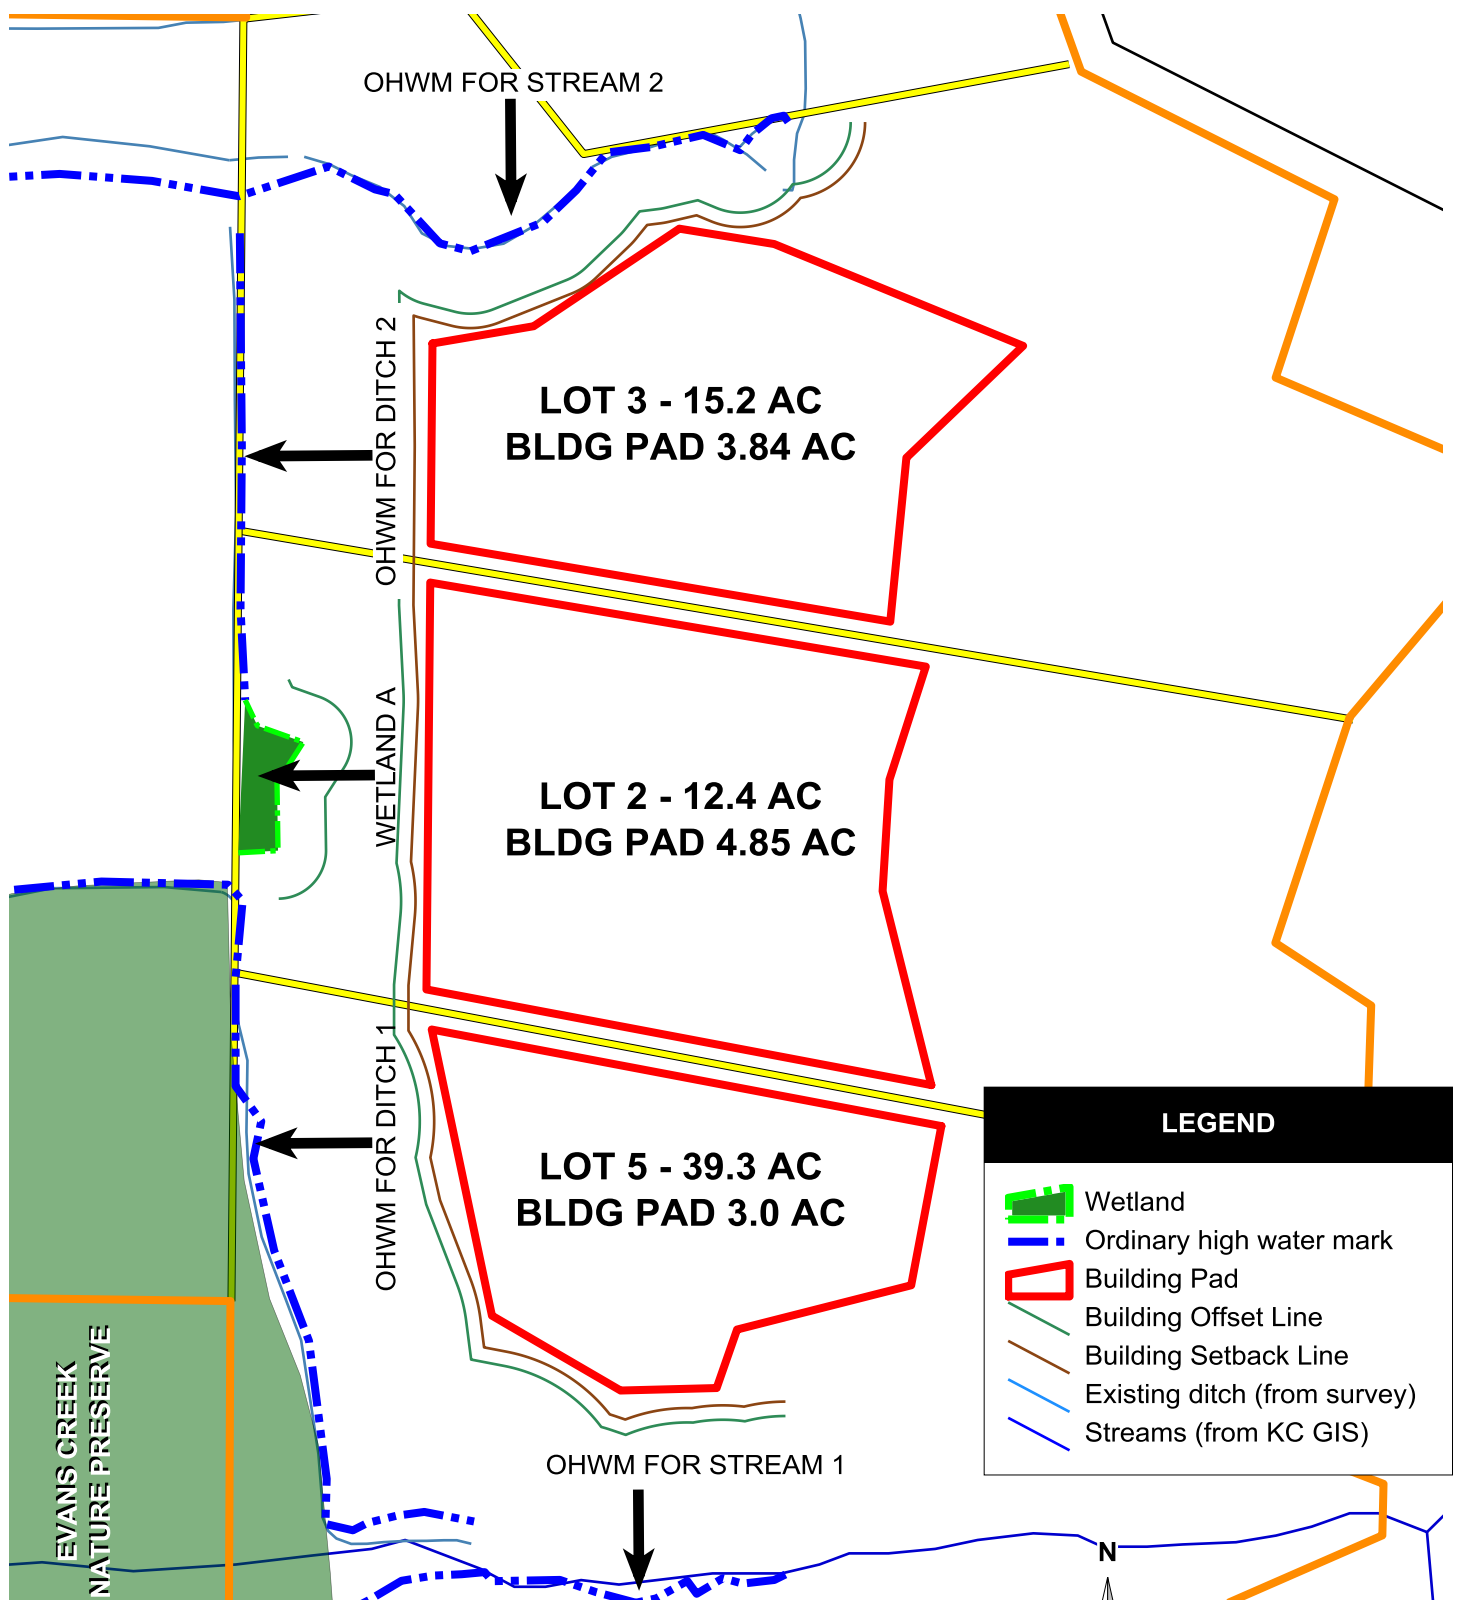 OHWM FOR STREAM 2
OHWM FOR DITCH 2
LOT 3 - 15.2 AC
BLDG PAD 3.84 AC
WETLAND A
LOT 2 - 12.4 AC
BLDG PAD 4.85 AC
OHWM FOR DITCH 1
LOT 5 - 39.3 AC
BLDG PAD 3.0 AC
LEGEND
Wetland
Ordinary high water mark
Building Pad
Building Offset Line
Building Setback Line
Existing ditch (from survey)
Streams (from KC GIS)
EVANS CREEK
NATURE PRESERVE
OHWM FOR STREAM 1
N